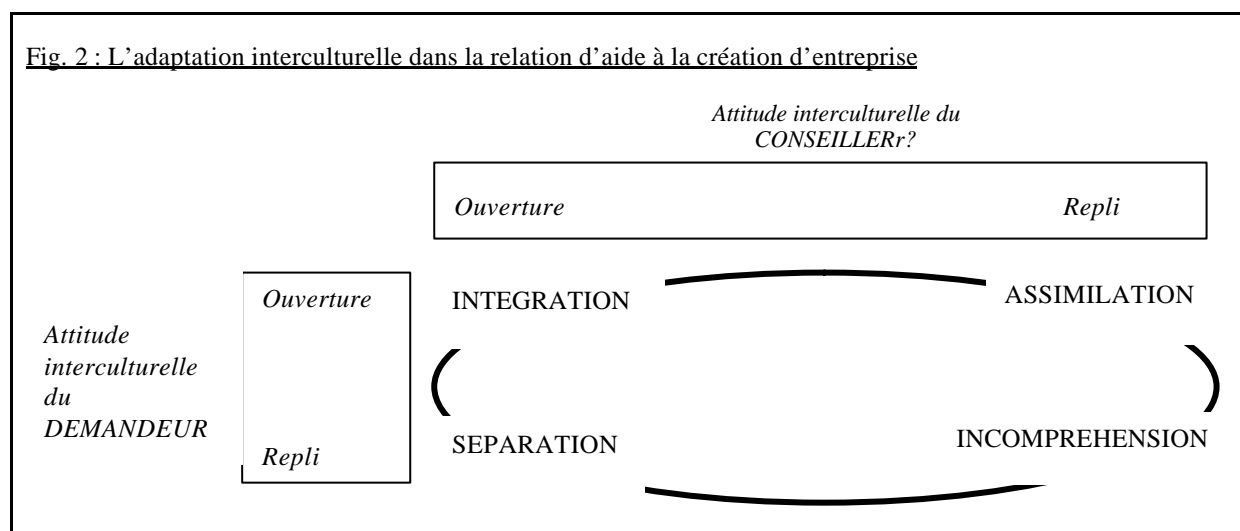 Fig. 2 : L’adaptation interculturelle dans la relation d’aide à la création d’entreprise
Attitude interculturelle du
CONSEILLERr?
Ouverture Repli
Ouverture
INTEGRATION ASSIMILATION
Attitude
interculturelle
du
DEMANDEUR
Repli
SEPARATION INCOMPREHENSION